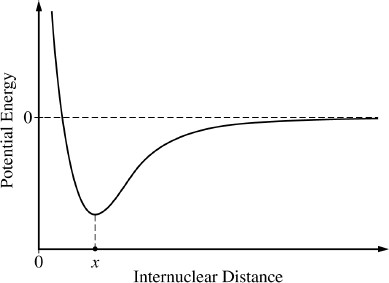 Potential Energy
0
0
x
Internuclear Distance